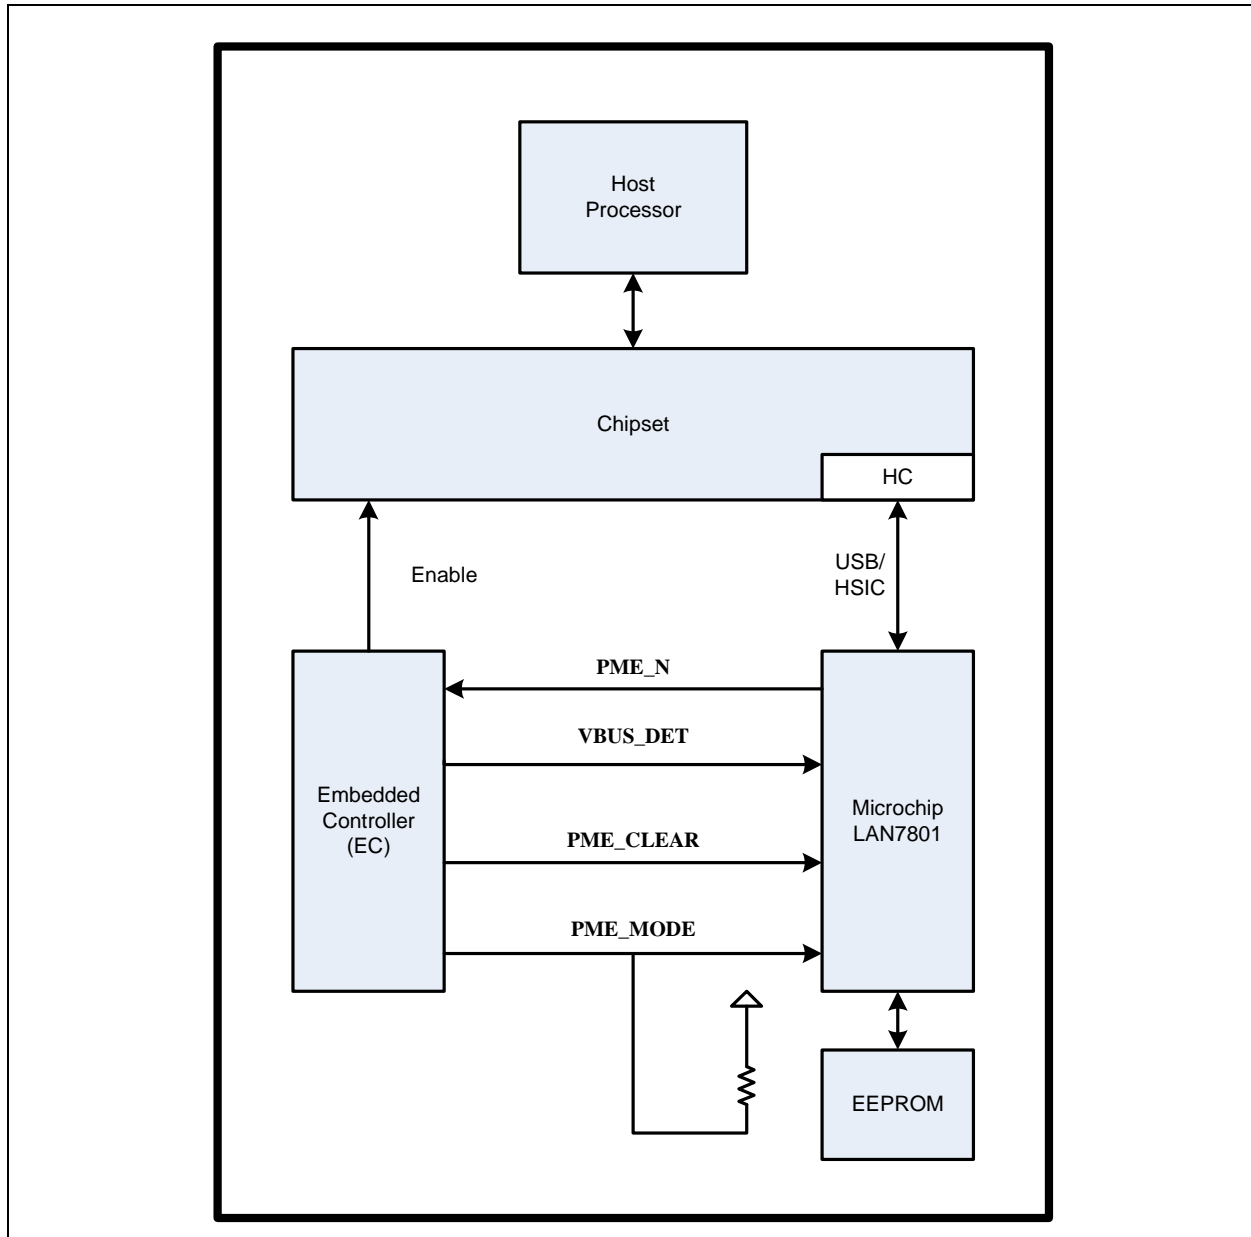 Host
Processor
Chipset
HC
Enable
USB/
HSIC
PME_N
VBUS_DET
Embedded
Controller
(EC)
Microchip
LAN7801
PME_CLEAR
PME_MODE
EEPROM